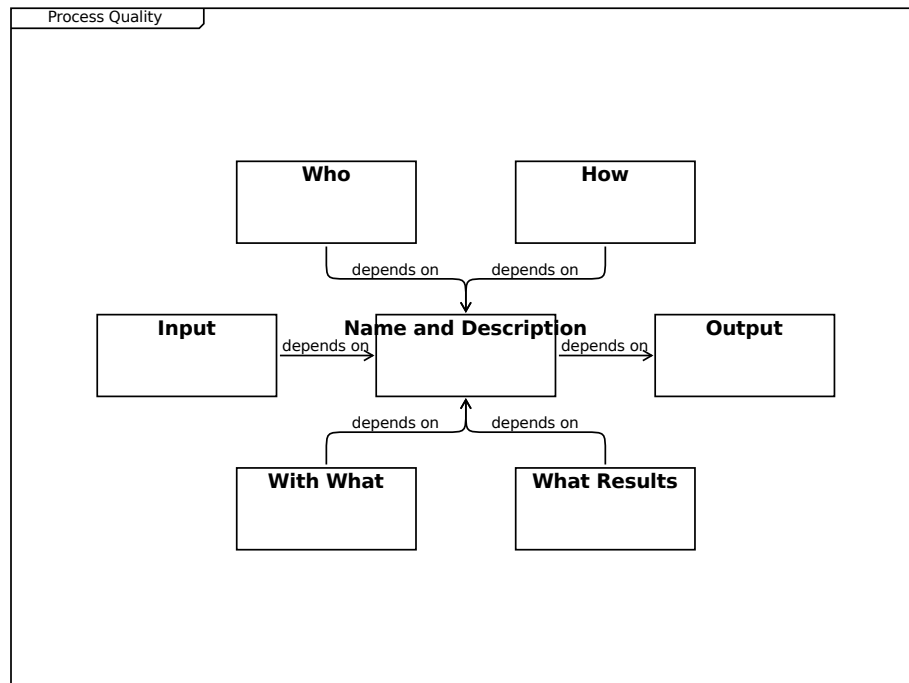 Process Quality
Who
How
depends on
depends on
Input
Name and Description
Output
depends on
depends on
depends on
depends on
With What
What Results